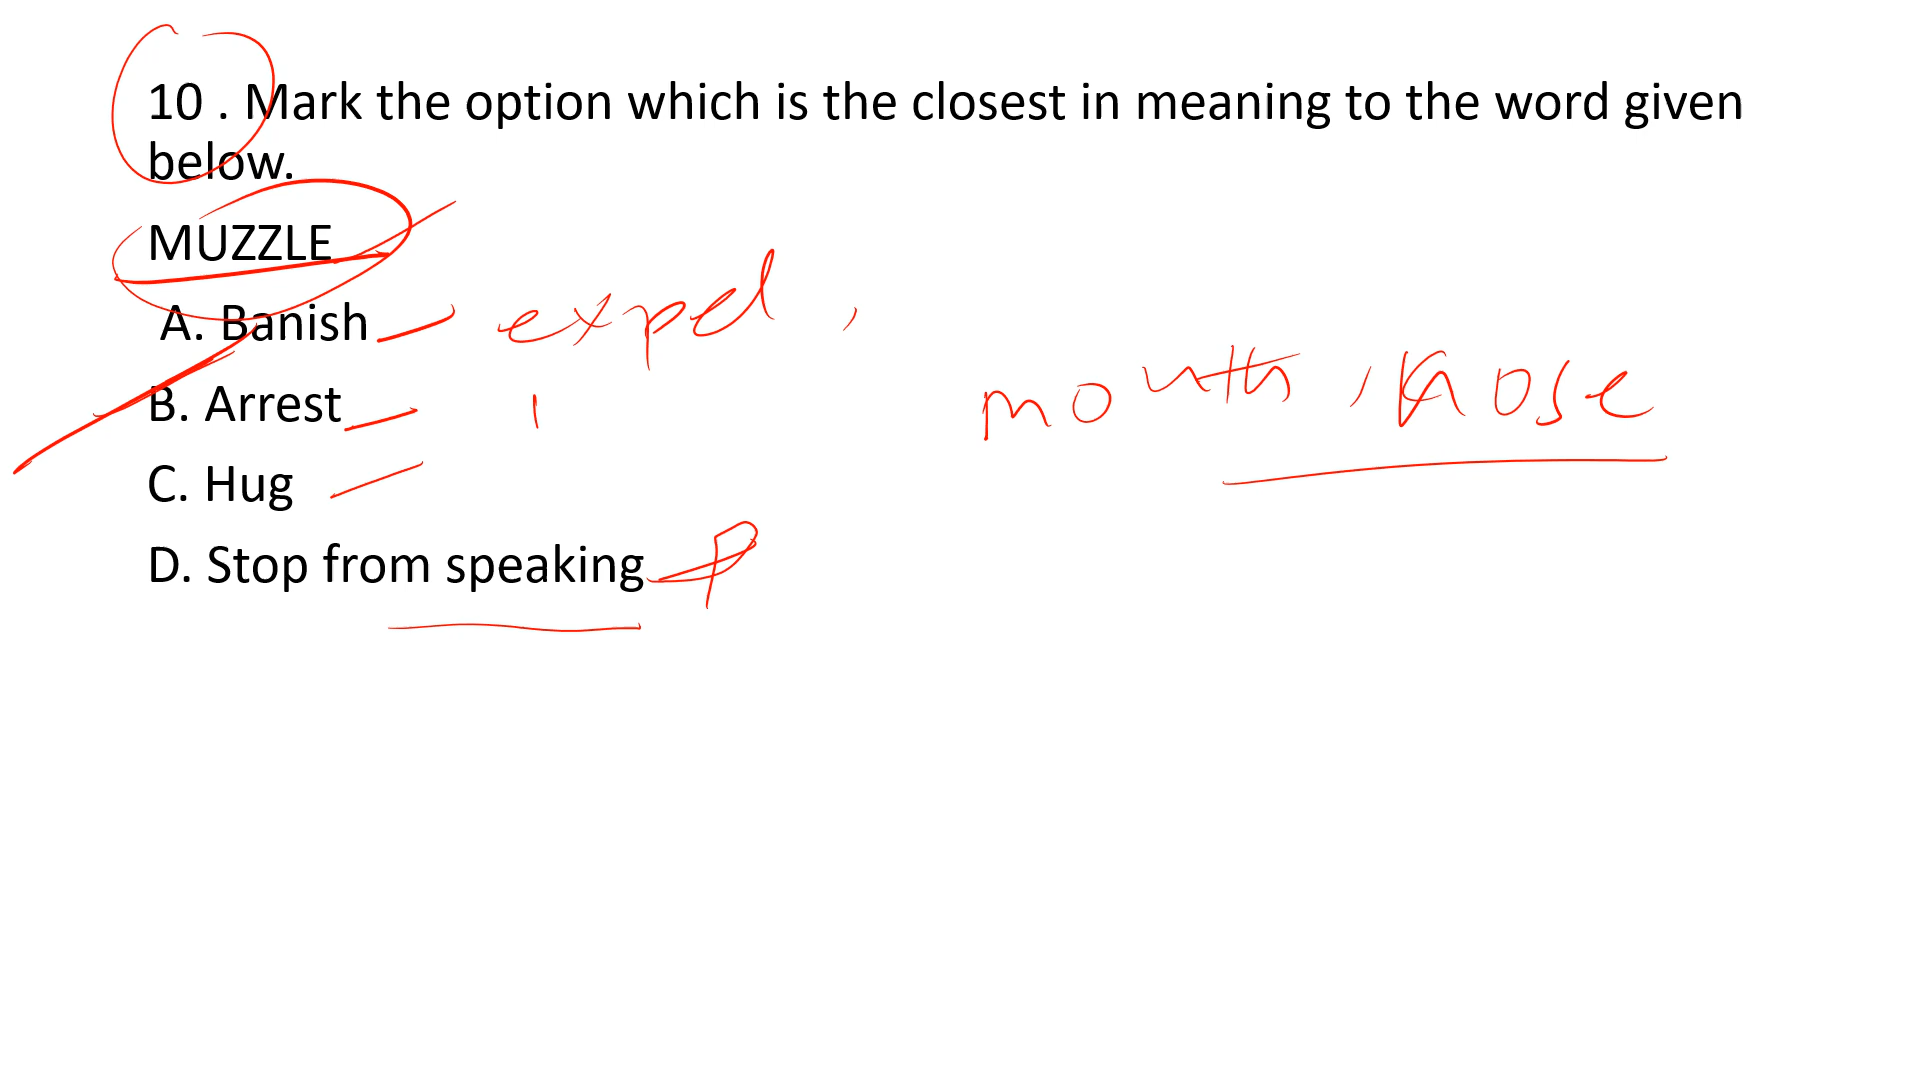 10 . Mark the option which is the closest in meaning to the word given
below.
MUZZLE
A. Banish expel ,
mouth , nose
B. Arrest
C. Hug
D. Stop from speaking